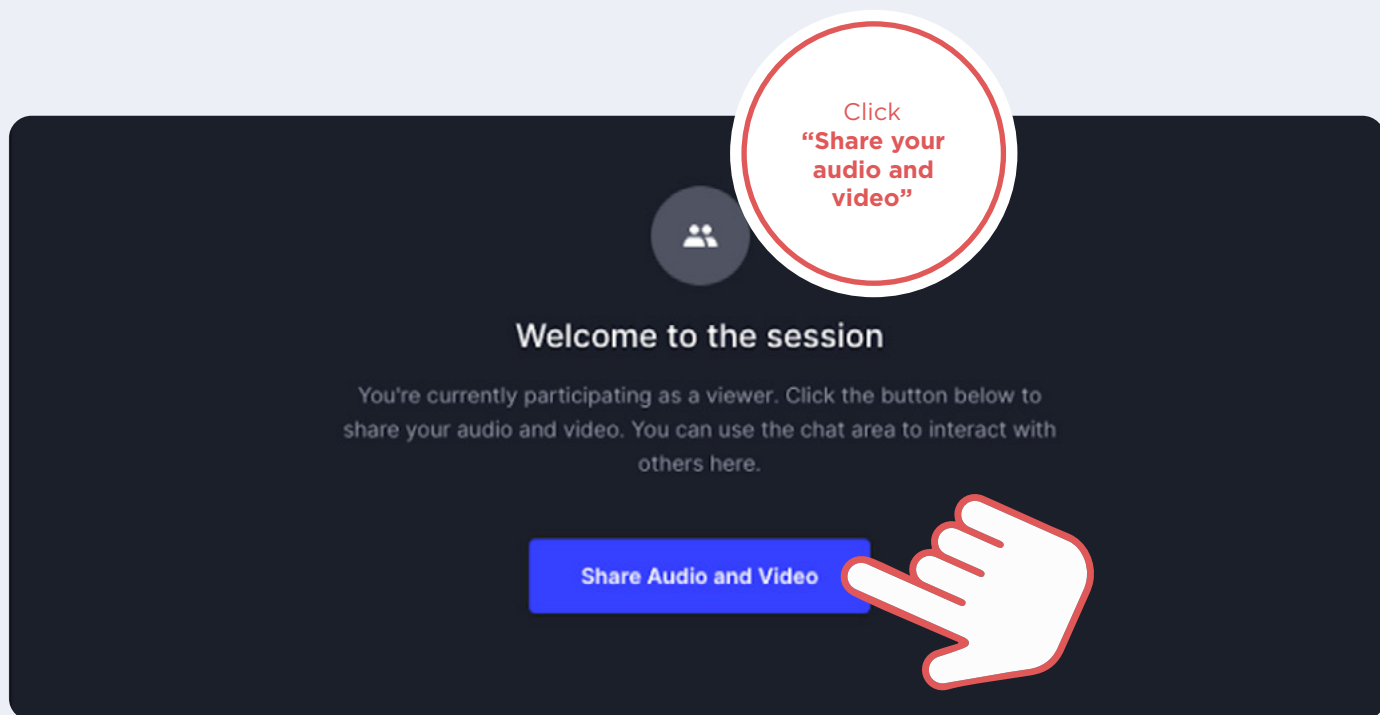 Click
“Share your
audio and
video”
Welcome to the session
You're currently participating as a viewer. Click the button below to
share your audio and video. You can use the chat area to interact with
others here.
Share Audio and Video